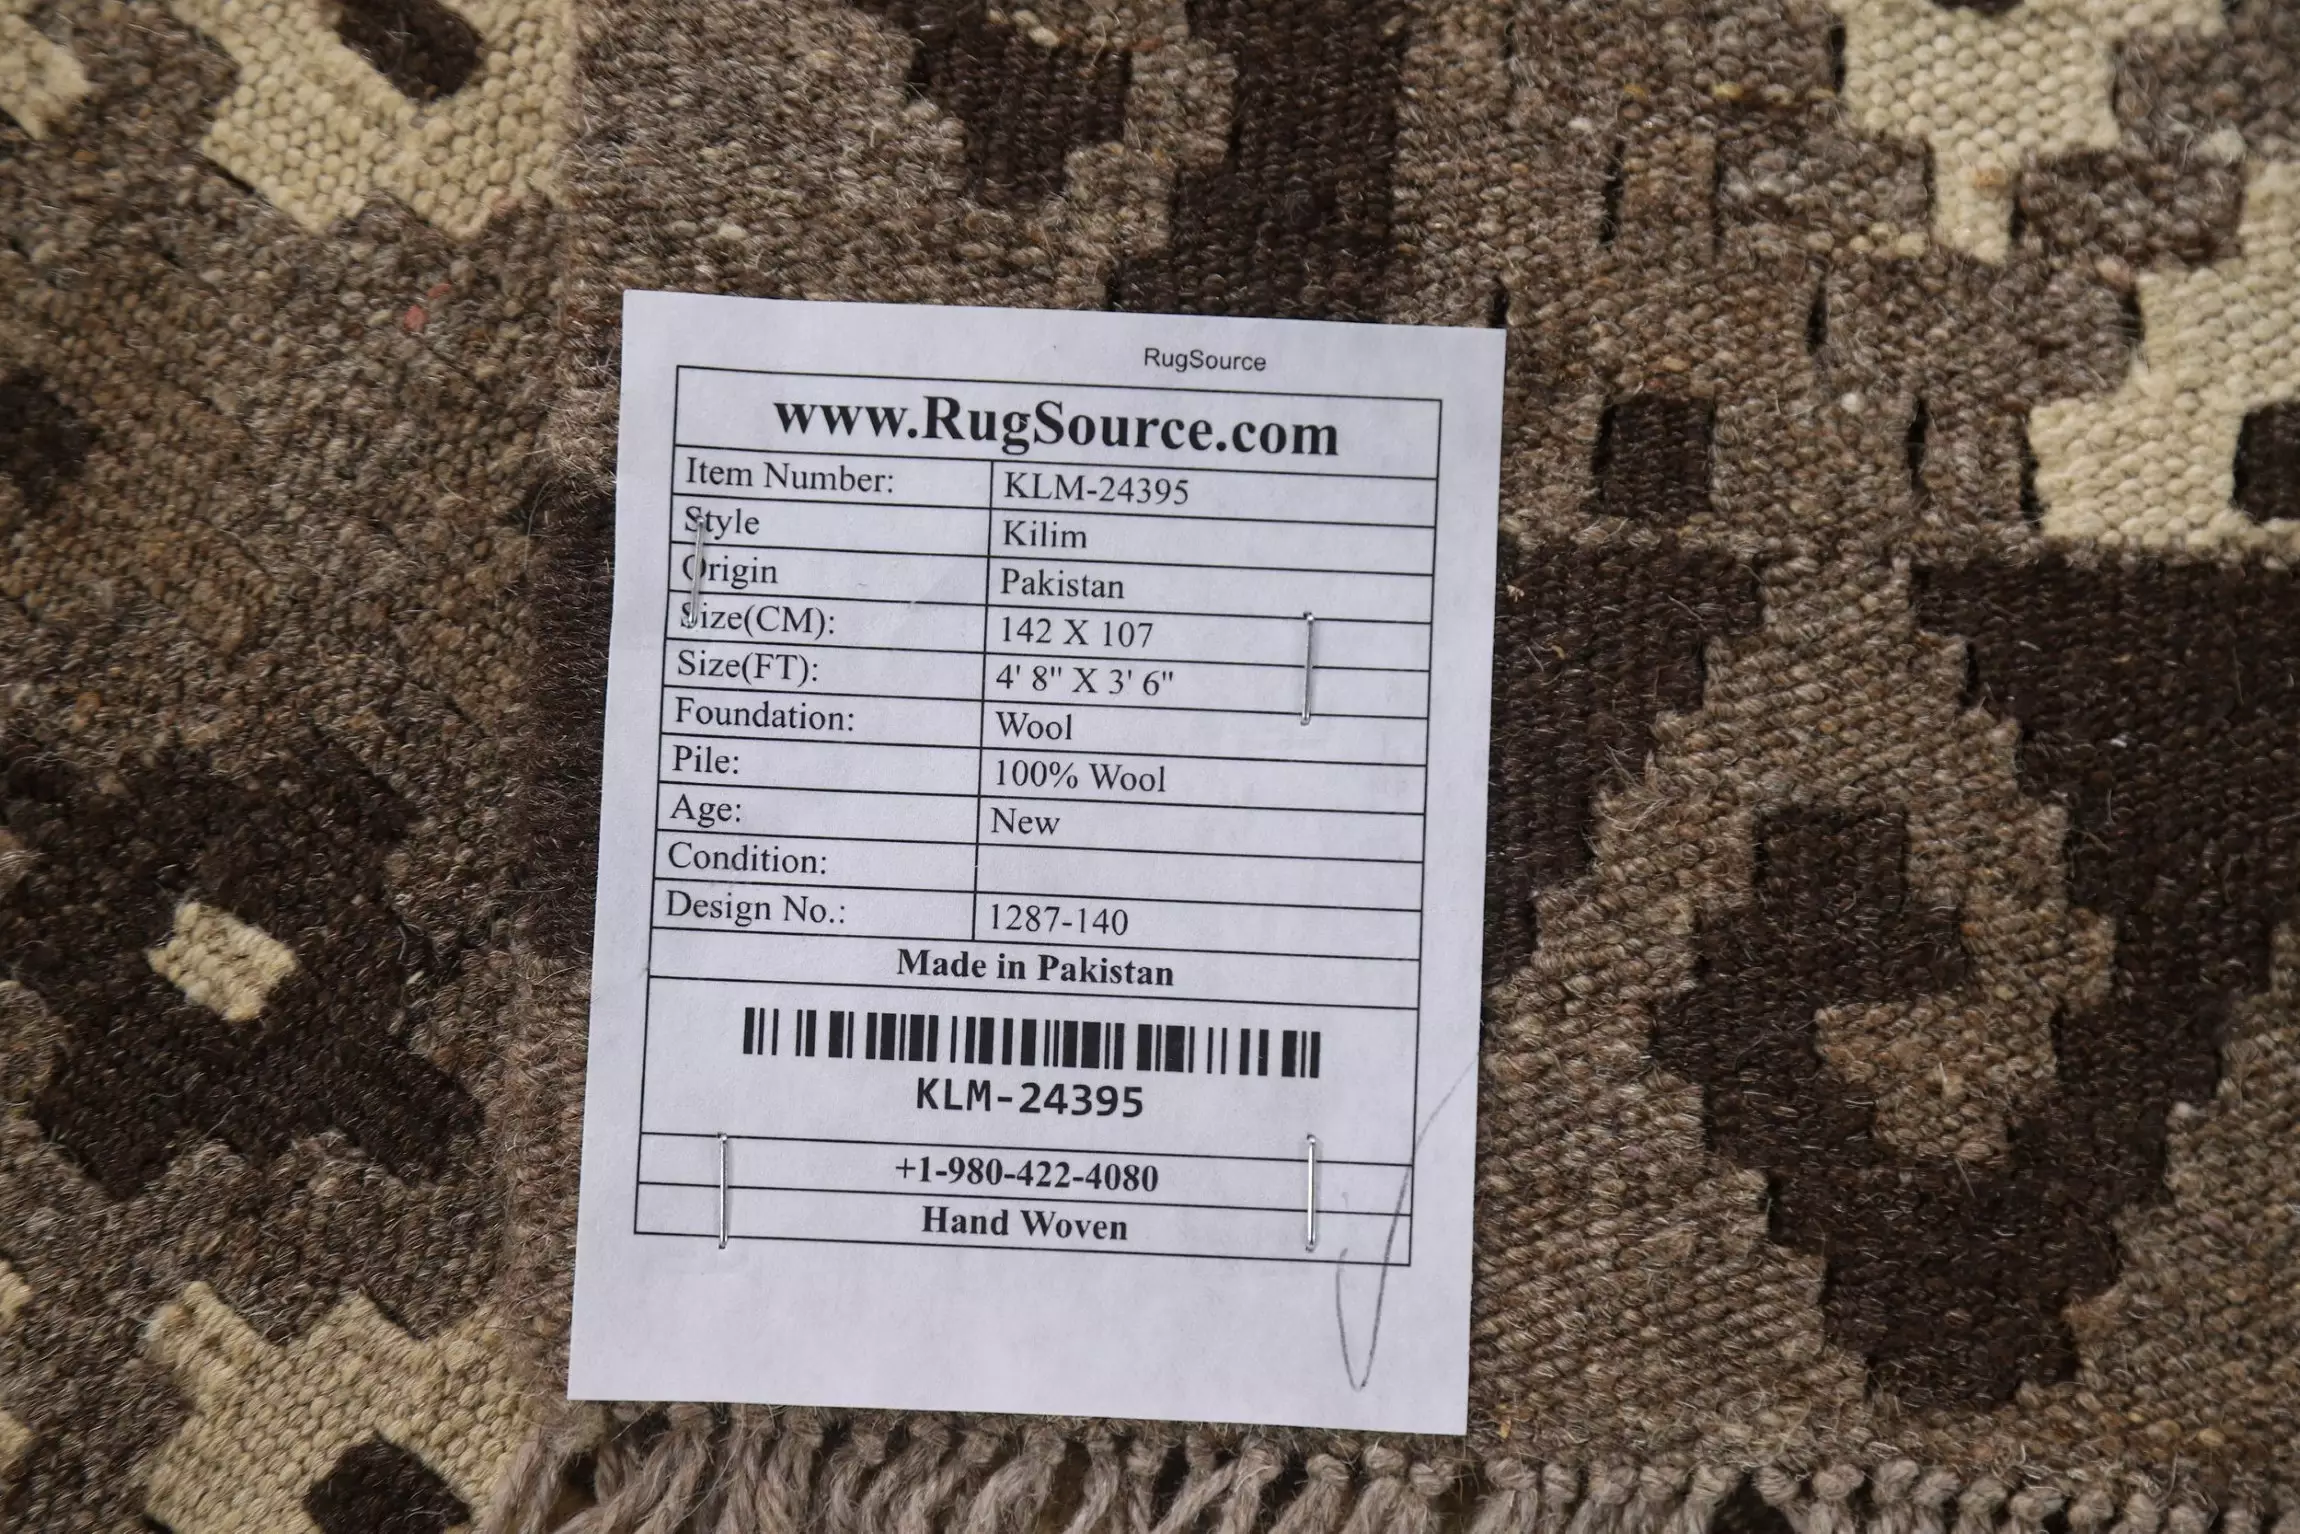 RugSource
www.RugSource.com
Item Number: KLM-24395
Style Kilim
Origin Pakistan
Size(CM): 142 X 107
Size(FT): 4' 8" X 3' 6"
Foundation: Wool
Pile: 100% Wool
Age: New
Condition:
Design No.: 1287-140
Made in Pakistan
KLM-24395
+1-980-422-4080
Hand Woven